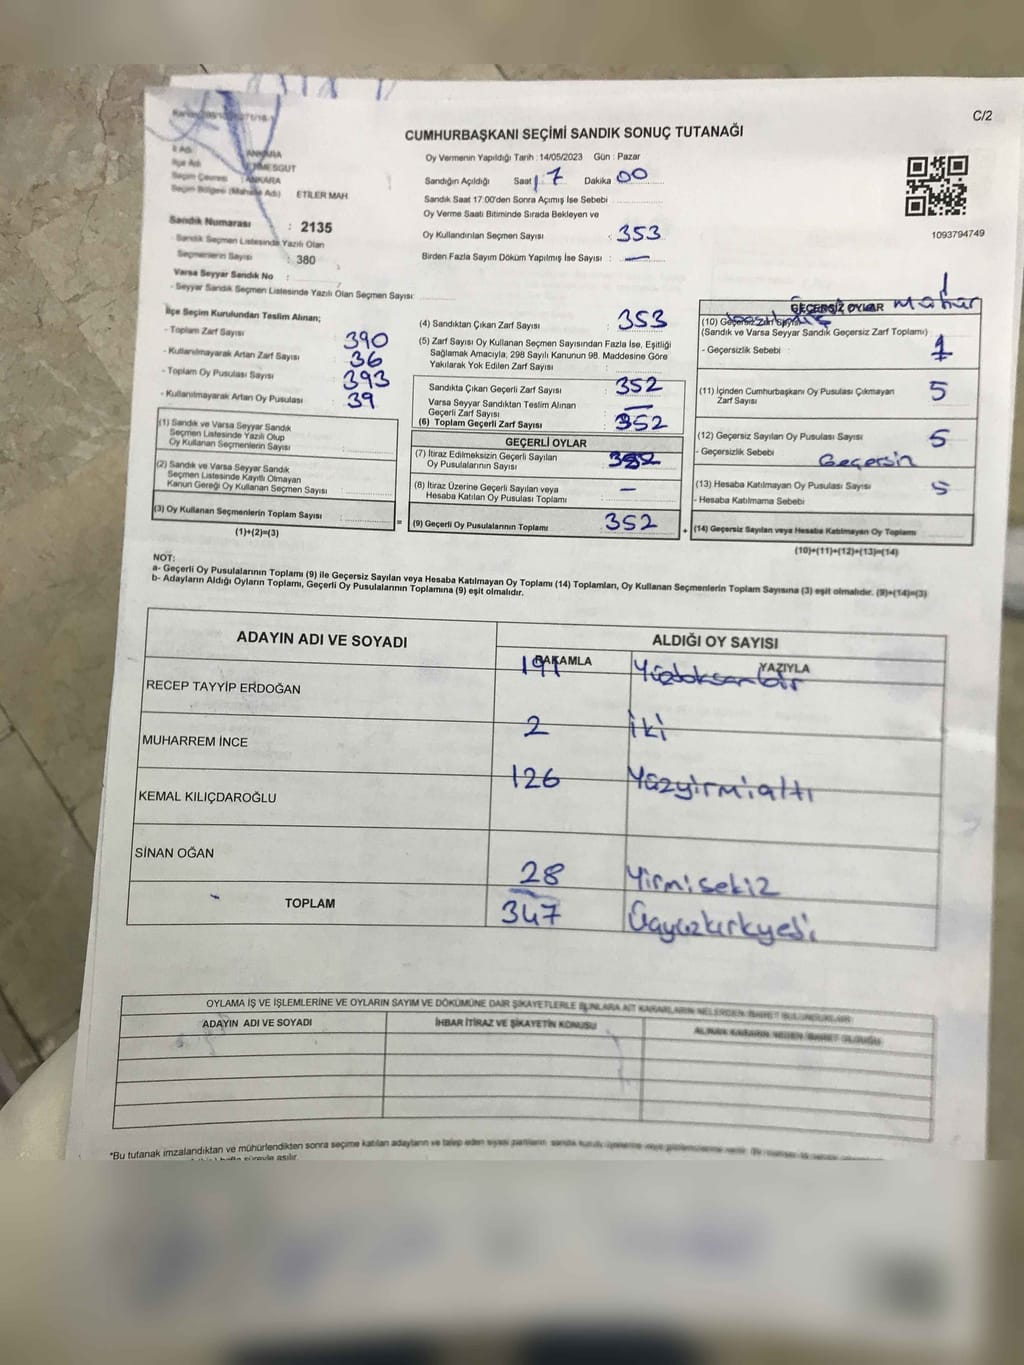 C/2
CUMHURBAŞKANI SEÇİMİ SANDIK SONUÇ TUTANAĞI
İl Adı : ANKARA
İlçe Adı : ETİMESGUT
Seçim Çevresi : ANKARA
Seçim Bölgesi (Mahalle Adı) ETİLER MAH
Sandık Numarası : 2135
- Sandık Seçmen Listesinde Yazılı Olan
Seçmenlerin Sayısı : 380
Varsa Seyyar Sandık No :
- Seyyar Sandık Seçmen Listesinde Yazılı Olan Seçmen Sayısı:
Oy Vermenin Yapıldığı Tarih : 14/05/2023 Gün : Pazar
Sandığın Açıldığı Saat 17 Dakika 00
Sandık Saat 17.00'den Sonra Açımış İse Sebebi
Oy Verme Saati Bitiminde Sırada Bekleyen ve
Oy Kullandırılan Seçmen Sayısı : 353
Birden Fazla Sayım Döküm Yapılmış İse Sayısı : —
1093794749
İlçe Seçim Kurulundan Teslim Alınan;
- Toplam Zarf Sayısı 390
- Kullanılmayarak Artan Zarf Sayısı 36
- Toplam Oy Pusulası Sayısı 393
- Kullanılmayarak Artan Oy Pusulası 39
(1) Sandık ve Varsa Seyyar Sandık
Seçmen Listesinde Yazılı Olup
Oy Kullanan Seçmenlerin Sayısı :
(2) Sandık ve Varsa Seyyar Sandık
Seçmen Listesinde Kayıtlı Olmayan
Kanun Gereği Oy Kullanan Seçmen Sayısı :
(3) Oy Kullanan Seçmenlerin Toplam Sayısı :
(1)+(2)=(3)
(4) Sandıktan Çıkan Zarf Sayısı : 353
(5) Zarf Sayısı Oy Kullanan Seçmen Sayısından Fazla İse, Eşitliği
Sağlamak Amacıyla, 298 Sayılı Kanunun 98. Maddesine Göre
Yakılarak Yok Edilen Zarf Sayısı :
Sandıkta Çıkan Geçerli Zarf Sayısı : 352
Varsa Seyyar Sandıktan Teslim Alınan
Geçerli Zarf Sayısı : —
(6) Toplam Geçerli Zarf Sayısı : 352
GEÇERLİ OYLAR
(7) İtiraz Edilmeksizin Geçerli Sayılan
Oy Pusulalarının Sayısı : 352
(8) İtiraz Üzerine Geçerli Sayılan veya
Hesaba Katılan Oy Pusulası Toplamı : —
= (9) Geçerli Oy Pusulalarının Toplamı : 352
GEÇERSİZ OYLAR
(10) Geçersiz Zarf Sayısı
(Sandık ve Varsa Seyyar Sandık Geçersiz Zarf Toplamı)
- Geçersizlik Sebebi : 1
(11) İçinden Cumhurbaşkanı Oy Pusulası Çıkmayan
Zarf Sayısı 5
(12) Geçersiz Sayılan Oy Pusulası Sayısı 5
- Geçersizlik Sebebi Geçersin
(13) Hesaba Katılmayan Oy Pusulası Sayısı 5
- Hesaba Katılmama Sebebi
+ (14) Geçersiz Sayılan veya Hesaba Katılmayan Oy Toplamı
(10)+(11)+(12)+(13)=(14)
NOT:
a- Geçerli Oy Pusulalarının Toplamı (9) ile Geçersiz Sayılan veya Hesaba Katılmayan Oy Toplamı (14) Toplamları, Oy Kullanan Seçmenlerin Toplam Sayısına (3) eşit olmalıdır. (9)+(14)=(3)
b- Adayların Aldığı Oyların Toplamı, Geçerli Oy Pusulalarının Toplamına (9) eşit olmalıdır.
ADAYIN ADI VE SOYADI ALDIĞI OY SAYISI
RAKAMLA YAZIYLA
RECEP TAYYİP ERDOĞAN 191 Yüzdoksanbir
MUHARREM İNCE 2 İki
KEMAL KILIÇDAROĞLU 126 Yüzyirmialtı
SİNAN OĞAN 28 Yirmisekiz
TOPLAM 347 Üçyüzkırkyedi
OYLAMA İŞ VE İŞLEMLERİNE VE OYLARIN SAYIM VE DÖKÜMÜNE DAİR ŞİKAYETLERLE BUNLARA AİT KARARLARIN NELERDEN İBARET BULUNDUKLARI
ADAYIN ADI VE SOYADI İHBAR İTİRAZ VE ŞİKAYETİN KONUSU ALINAN KARARIN NEDEN İBARET OLDUĞU
*Bu tutanak imzalandıktan ve mühürlendikten sonra seçime katılan adayların ve talep eden siyasi partilerin